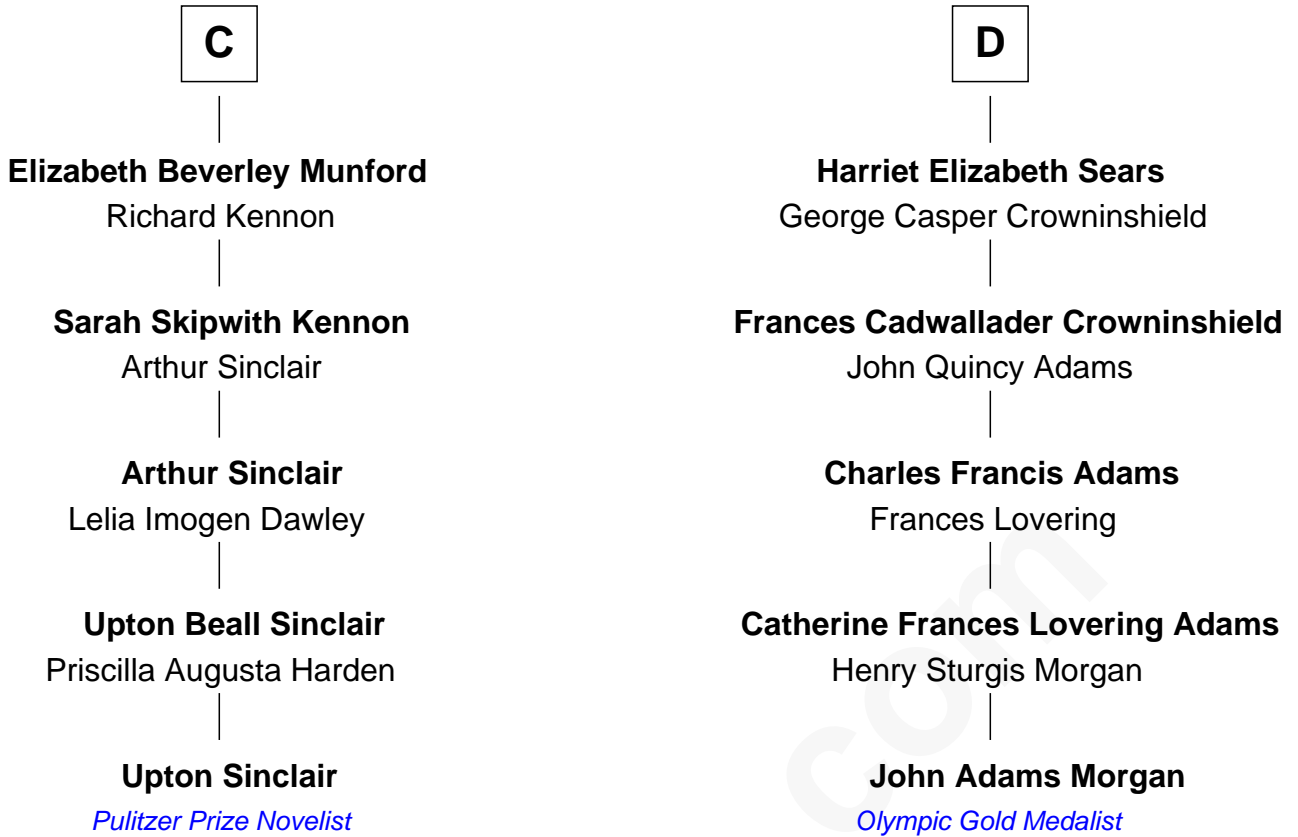 C
Elizabeth Beverley Munford
Richard Kennon
Sarah Skipwith Kennon
Arthur Sinclair
Arthur Sinclair
Lelia Imogen Dawley
Upton Beall Sinclair
Priscilla Augusta Harden
Upton Sinclair
Pulitzer Prize Novelist
D
Harriet Elizabeth Sears
George Casper Crowninshield
Frances Cadwallader Crowninshield
John Quincy Adams
Charles Francis Adams
Frances Lovering
Catherine Frances Lovering Adams
Henry Sturgis Morgan
John Adams Morgan
Olympic Gold Medalist
com